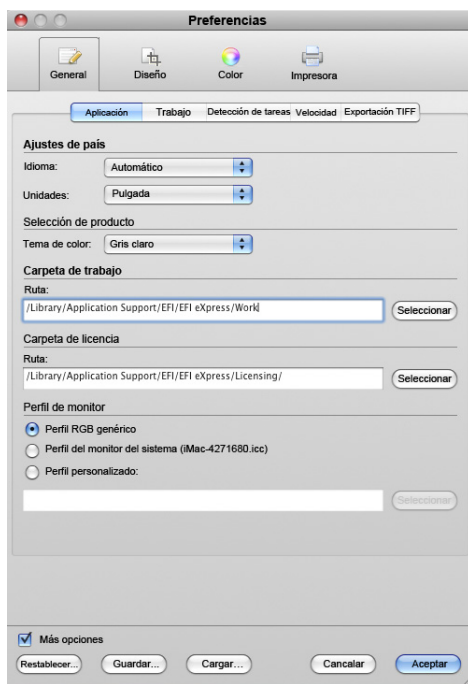 Preferencias
General Diseño Color Impresora
Aplicación Trabajo Detección de tareas Velocidad Exportación TIFF
Ajustes de país
Idioma: Automático
Unidades: Pulgada
Selección de producto
Tema de color: Gris claro
Carpeta de trabajo
Ruta:
/Library/Application Support/EFI/EFI eXpress/Work Seleccionar
Carpeta de licencia
Ruta:
/Library/Application Support/EFI/EFI eXpress/Licensing/ Seleccionar
Perfil de monitor
Perfil RGB genérico
Perfil del monitor del sistema (iMac-4271680.icc)
Perfil personalizado:
Seleccionar
Más opciones
Restablecer... Guardar... Cargar... Cancalar Aceptar